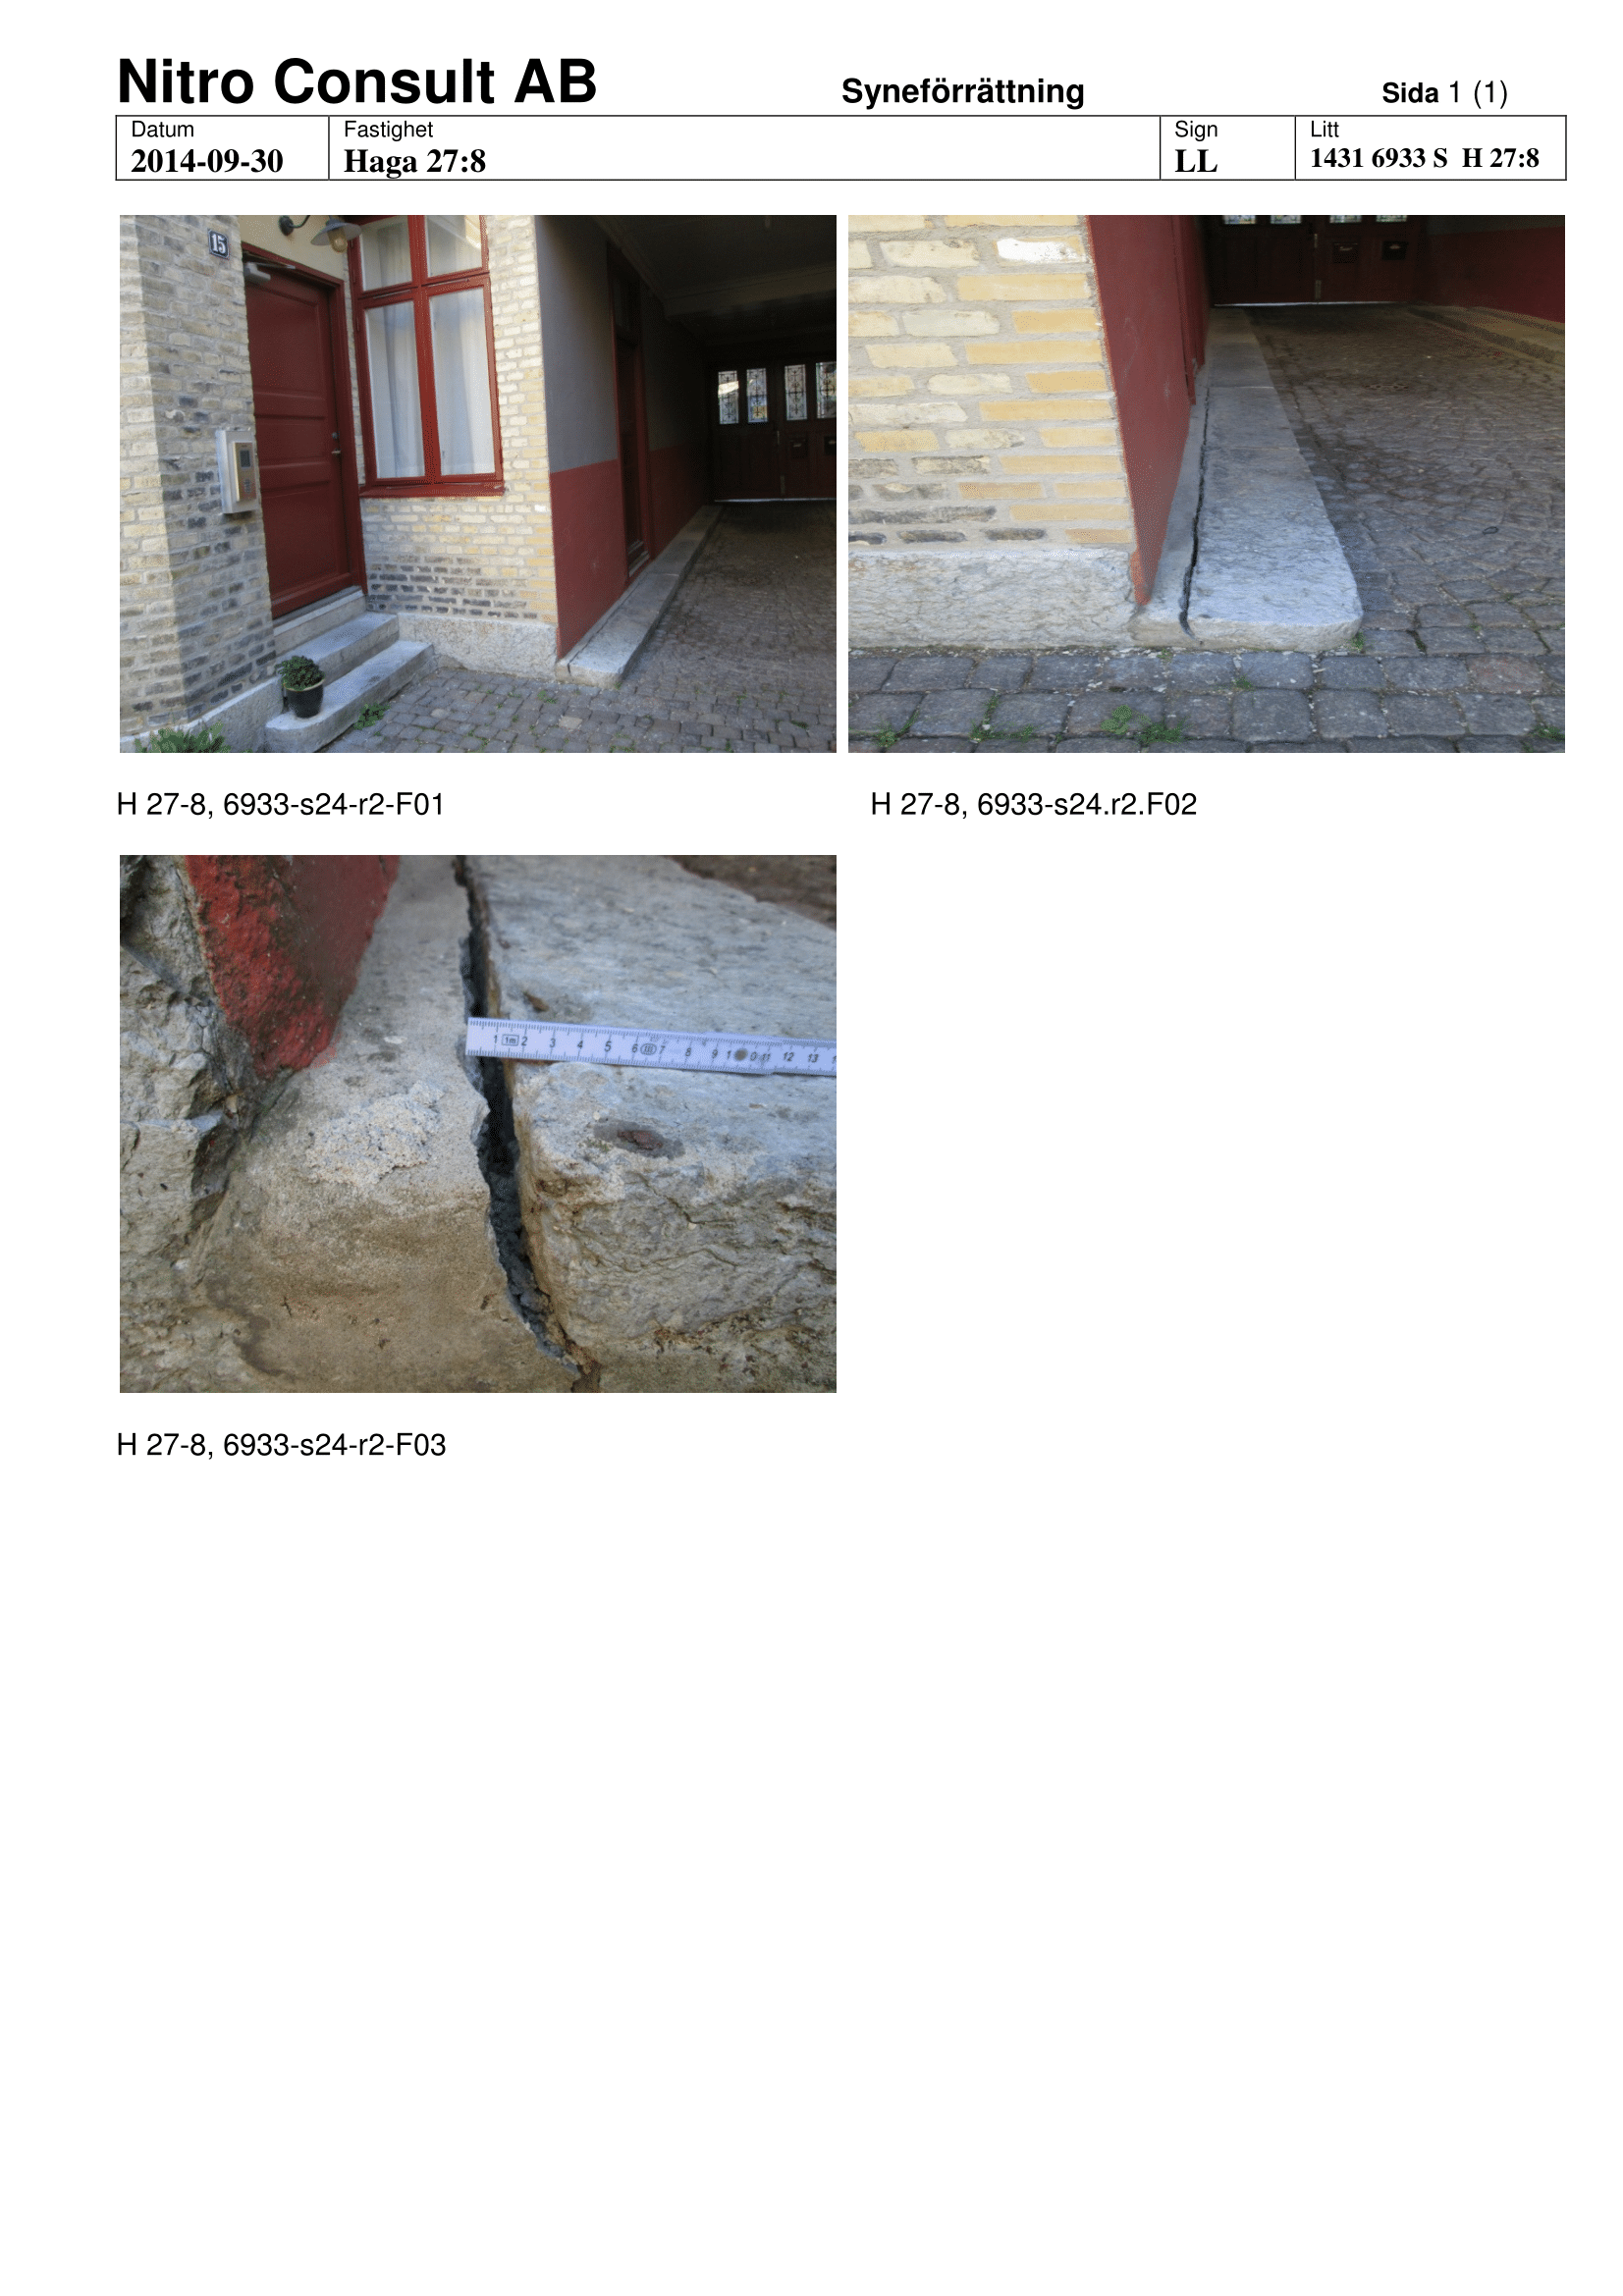 Nitro Consult AB Syneförrättning Sida 1 (1)
Datum Fastighet Sign Litt
2014-09-30 Haga 27:8 LL 1431 6933 S H 27:8
15
H 27-8, 6933-s24-r2-F01 H 27-8, 6933-s24.r2.F02
1 1m 2 3 4 5 6 III 7 8 9 10 11 12 13
H 27-8, 6933-s24-r2-F03